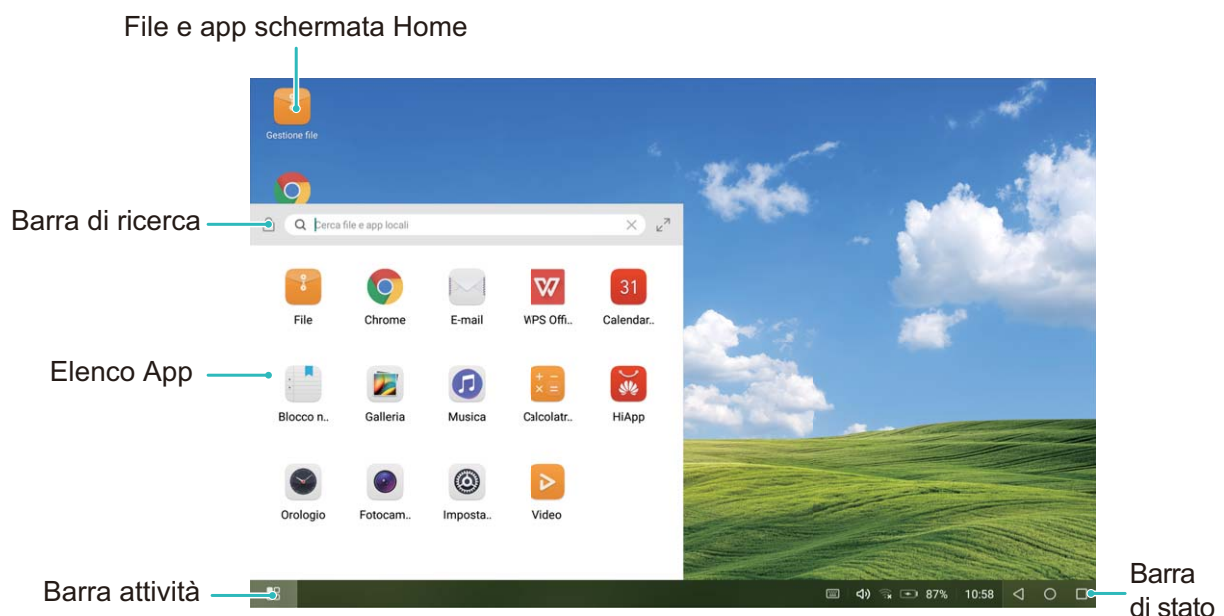 File e app schermata Home
Gestione file
Barra di ricerca
Cerca file e app locali
31
File
Chrome
E-mail
WPS Offi..
Calendar..
Elenco App
Blocco n..
Galleria
Musica
Calcolatr..
HiApp
Orologio
Fotocam..
Imposta..
Video
Barra attività
87%
10:58
Barra
di stato